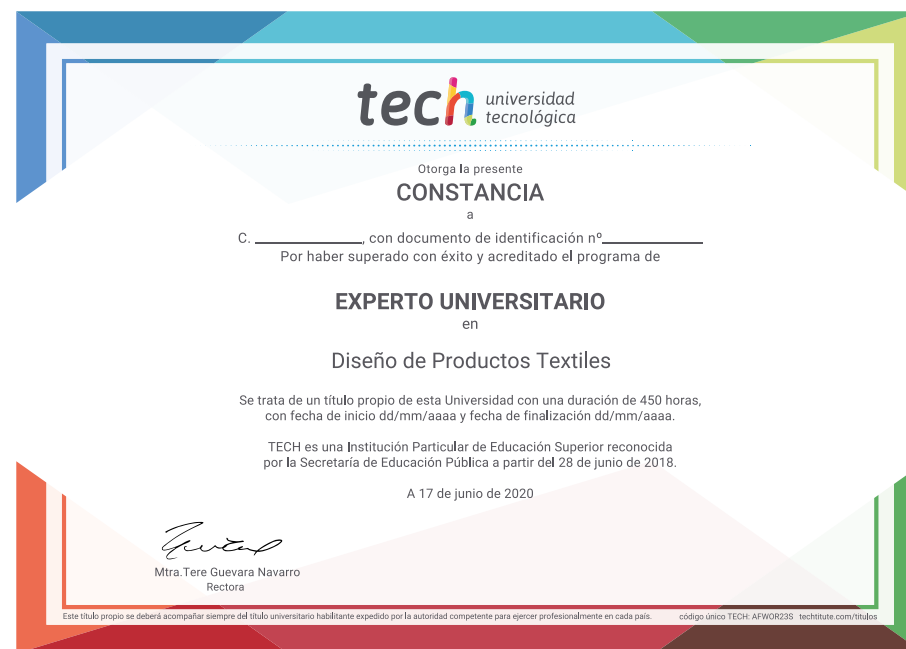 tech universidad
tecnológica
Otorga la presente
CONSTANCIA
a
C. ____________, con documento de identificación nº____________
Por haber superado con éxito y acreditado el programa de
EXPERTO UNIVERSITARIO
en
Diseño de Productos Textiles
Se trata de un título propio de esta Universidad con una duración de 450 horas,
con fecha de inicio dd/mm/aaaa y fecha de finalización dd/mm/aaaa.
TECH es una Institución Particular de Educación Superior reconocida
por la Secretaría de Educación Pública a partir del 28 de junio de 2018.
A 17 de junio de 2020
Mtra.Tere Guevara Navarro
Rectora
Este título propio se deberá acompañar siempre del título universitario habilitante expedido por la autoridad competente para ejercer profesionalmente en cada país. código único TECH: AFWOR23S techtitute.com/titulos